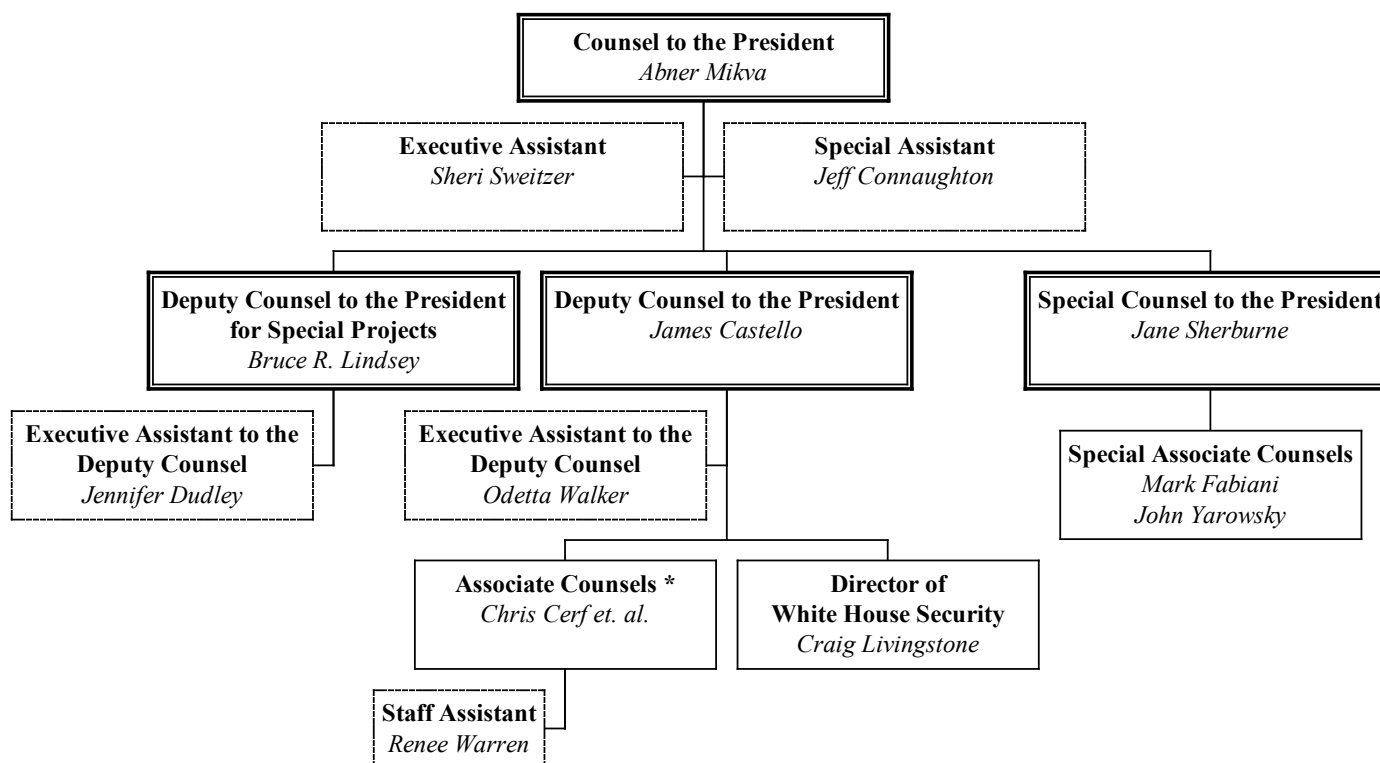 Counsel to the President
Abner Mikva
Executive Assistant
Sheri Sweitzer
Special Assistant
Jeff Connaughton
Deputy Counsel to the President
for Special Projects
Bruce R. Lindsey
Deputy Counsel to the President
James Castello
Special Counsel to the President
Jane Sherburne
Executive Assistant to the
Deputy Counsel
Jennifer Dudley
Executive Assistant to the
Deputy Counsel
Odetta Walker
Special Associate Counsels
Mark Fabiani
John Yarowsky
Associate Counsels *
Chris Cerf et. al.
Director of
White House Security
Craig Livingstone
Staff Assistant
Renee Warren